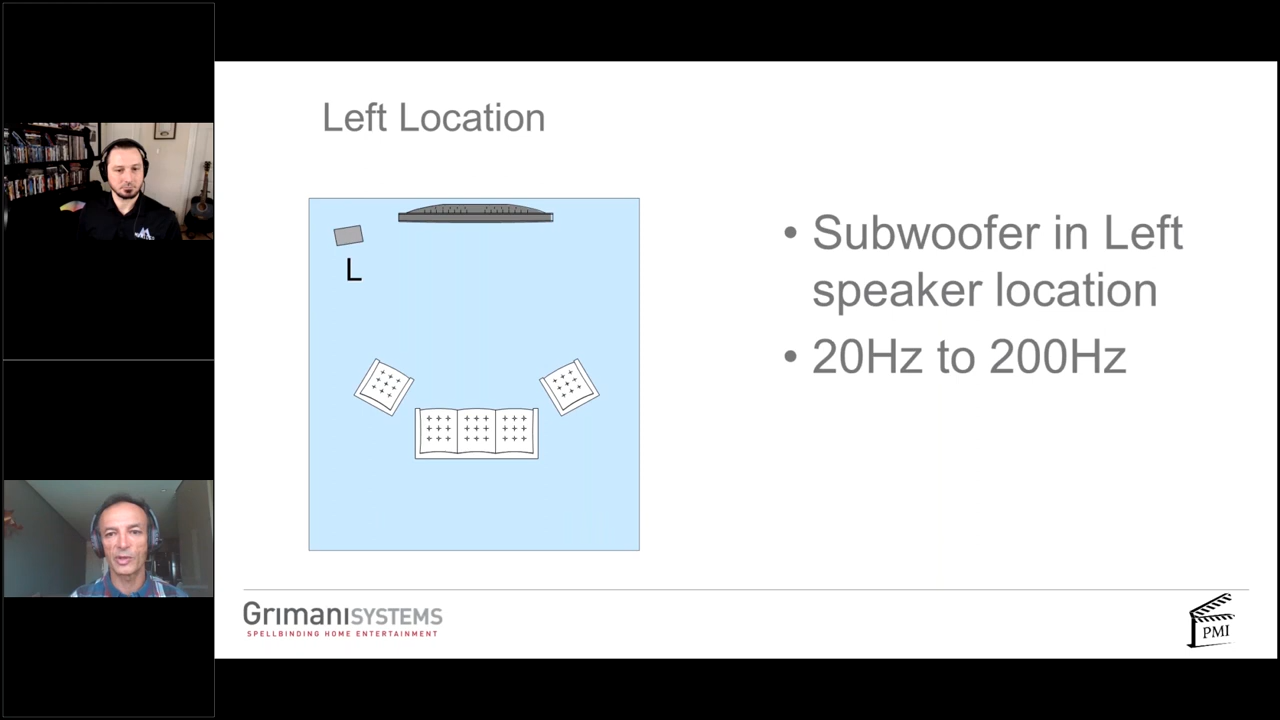 Left Location
L
• Subwoofer in Left
speaker location
• 20Hz to 200Hz
GrimaniSYSTEMS
SPELLBINDING HOME ENTERTAINMENT
PMI